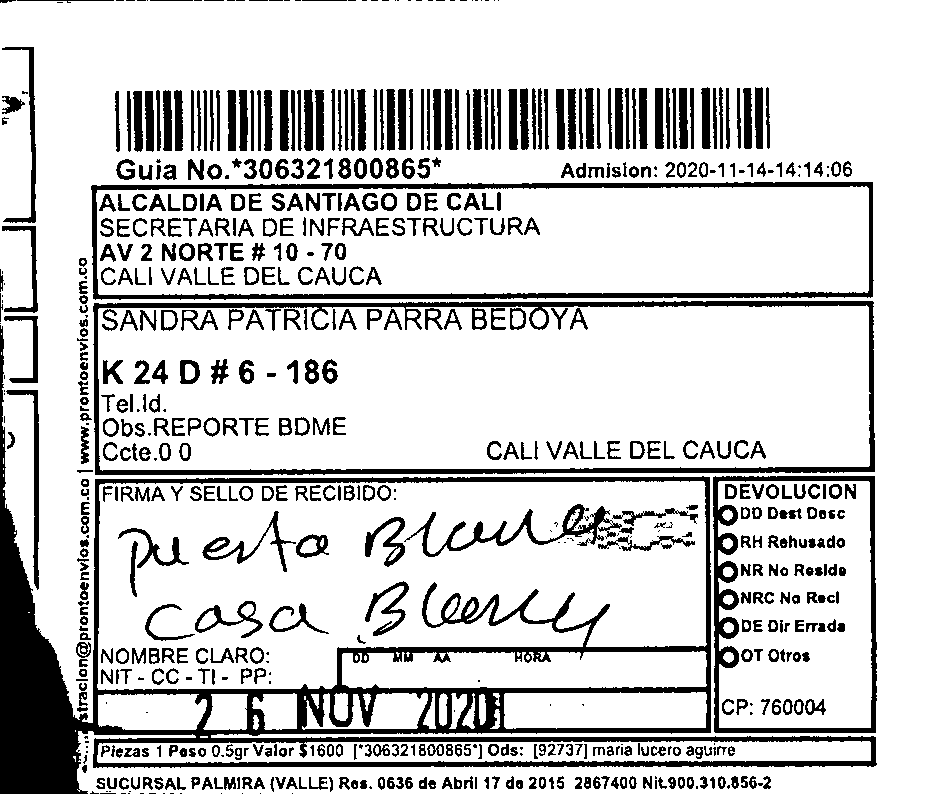 Guia No.*306321800865*
Admision: 2020-11-14-14:14:06
ALCALDIA DE SANTIAGO DE CALI
SECRETARIA DE INFRAESTRUCTURA
AV 2 NORTE # 10 - 70
CALI VALLE DEL CAUCA
SANDRA PATRICIA PARRA BEDOYA
K 24 D # 6 - 186
Tel.Id.
Obs.REPORTE BDME
Ccte.0 0
CALI VALLE DEL CAUCA
stracion@prontoenvios.com.co | www.prontoenvios.com.co
FIRMA Y SELLO DE RECIBIDO:
Puerta Blanca
casa Blanca
NOMBRE CLARO:
NIT - CC - TI - PP:
DD MM AA HORA
26 NOV 2020
DEVOLUCION
DD Dest Desc
RH Rehusado
NR No Reside
NRC No Recl
DE Dir Errada
OT Otros
CP: 760004
Piezas 1 Peso 0.5gr Valor $1600 [*306321800865*] Ods: [92737] maria lucero aguirre
SUCURSAL PALMIRA (VALLE) Res. 0636 de Abril 17 de 2015 2867400 Nit.900.310.856-2